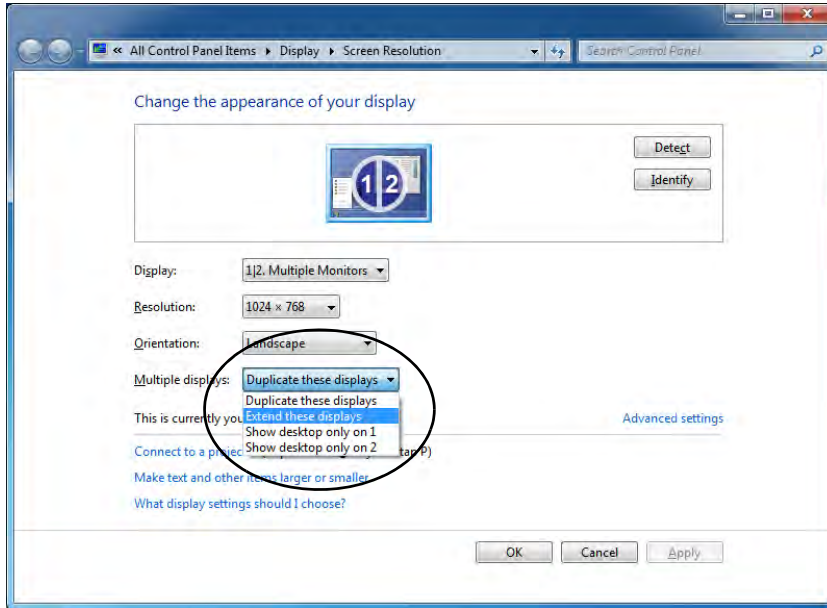 « All Control Panel Items ▸ Display ▸ Screen Resolution Search Control Panel
Change the appearance of your display
1 2
Detect
Identify
Display: 1|2. Multiple Monitors
Resolution: 1024 × 768
Orientation: Landscape
Multiple displays: Duplicate these displays
Duplicate these displays
This is currently you Extend these displays Advanced settings
Show desktop only on 1
Connect to a projec Show desktop only on 2 tap P)
Make text and other items larger or smaller
What display settings should I choose?
OK Cancel Apply